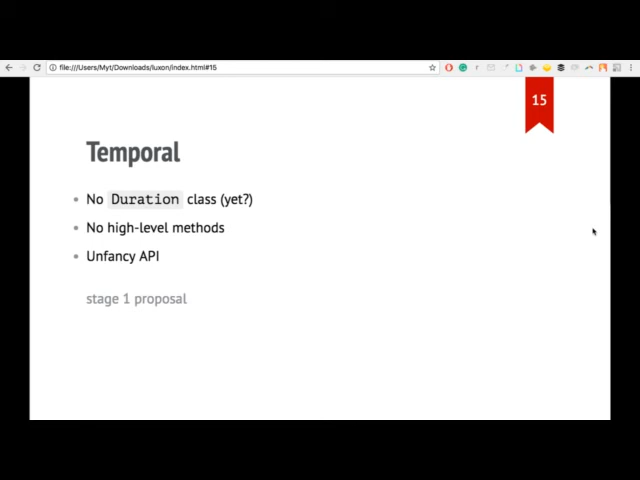 file:///Users/Myt/Downloads/luxon/index.html#15
15
Temporal
No Duration class (yet?)
No high-level methods
Unfancy API
stage 1 proposal